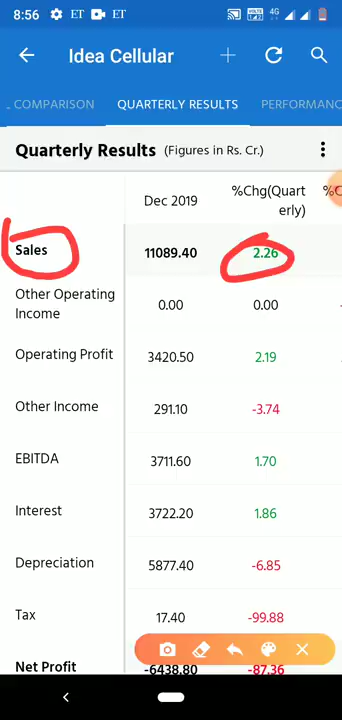 8:56 ET ET 4G
Idea Cellular
COMPARISON QUARTERLY RESULTS PERFORMANC
Quarterly Results (Figures in Rs. Cr.)
Dec 2019 %Chg(Quart
erly)
Sales 11089.40 2.26
Other Operating
Income 0.00 0.00
Operating Profit 3420.50 2.19
Other Income 291.10 -3.74
EBITDA 3711.60 1.70
Interest 3722.20 1.86
Depreciation 5877.40 -6.85
Tax 17.40 -99.88
Net Profit -6438.80 -87.36